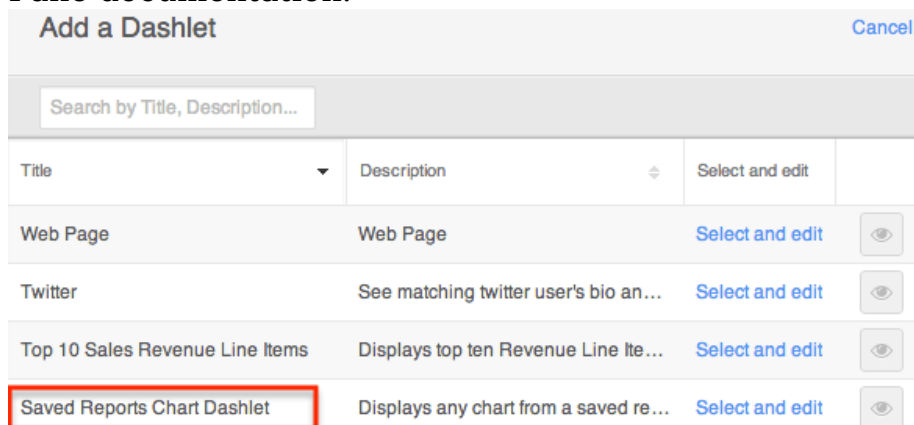 Add a Dashlet
Cancel
Search by Title, Description...
Title Description Select and edit
Web Page Web Page Select and edit
Twitter See matching twitter user's bio an... Select and edit
Top 10 Sales Revenue Line Items Displays top ten Revenue Line Ite... Select and edit
Saved Reports Chart Dashlet Displays any chart from a saved re... Select and edit